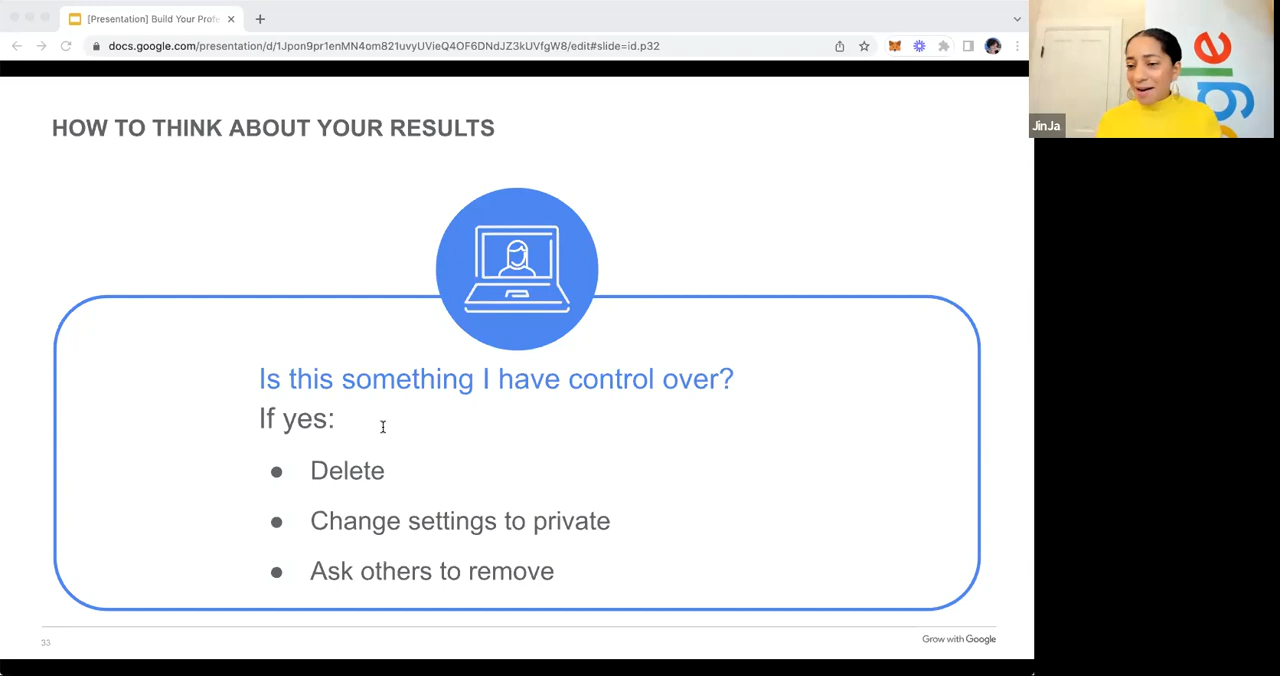 [Presentation] Build Your Profe
docs.google.com/presentation/d/1Jpon9pr1enMN4om821uvyUVieQ4OF6DNdJZ3kUVfgW8/edit#slide=id.p32
JinJa
HOW TO THINK ABOUT YOUR RESULTS
Is this something I have control over?
If yes:
● Delete
● Change settings to private
● Ask others to remove
33
Grow with Google